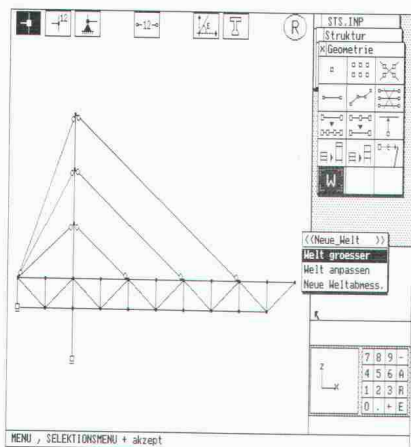 12
-12-
R
STS.INP
Struktur
X Geometrie
W
<<Neue_Welt >>
Welt groesser
Welt anpassen
Neue Weltabmess.
z
x
7 8 9 -
4 5 6 A
1 2 3 R
0 . + E
MENU , SELEKTIONSMENU + akzept